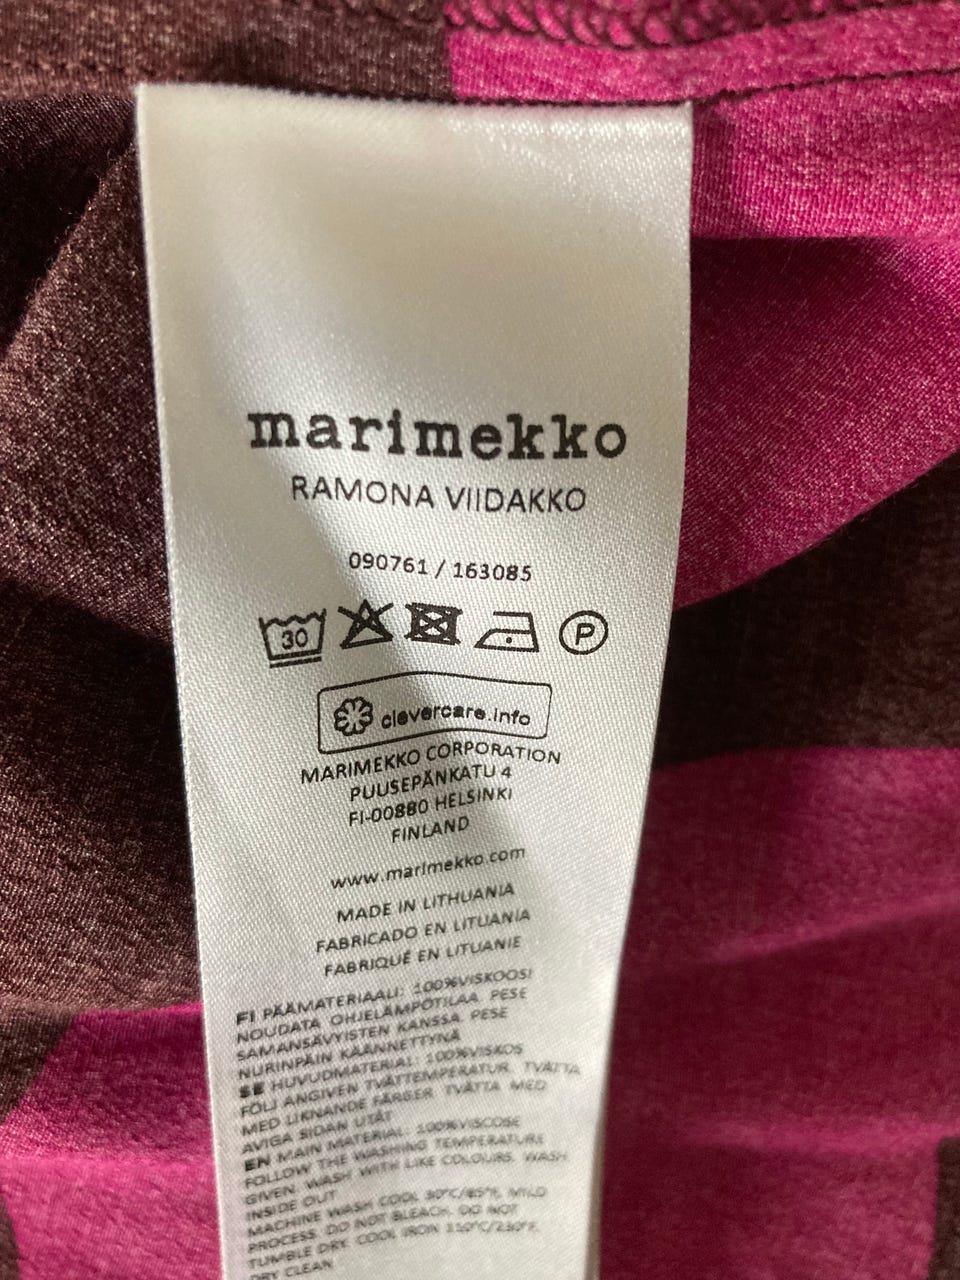 marimekko
RAMONA VIIDAKKO
090761 / 163085
30
P
clevercare.info
MARIMEKKO CORPORATION
PUUSEPÄNKATU 4
FI-00880 HELSINKI
FINLAND
www.marimekko.com
MADE IN LITHUANIA
FABRICADO EN LITUANIA
FABRIQUÉ EN LITUANIE
FI PÄÄMATERIAALI: 100%VISKOOSI
NOUDATA OHJELÄMPÖTILAA. PESE
SAMANSÄVYISTEN KANSSA. PESE
NURINPÄIN KÄÄNNETTYNÄ
SE HUVUDMATERIAL: 100%VISKOS
FÖLJ ANGIVEN TVÄTTEMPERATUR. TVÄTTA
MED LIKNANDE FÄRGER. TVÄTTA MED
AVIGA SIDAN UTÅT
EN MAIN MATERIAL: 100%VISCOSE
FOLLOW THE WASHING TEMPERATURE
GIVEN. WASH WITH LIKE COLOURS. WASH
INSIDE OUT
MACHINE WASH COOL 30°C/85°F, MILD
PROCESS. DO NOT BLEACH. DO NOT
TUMBLE DRY. COOL IRON 110°C/230°F.
DRY CLEAN